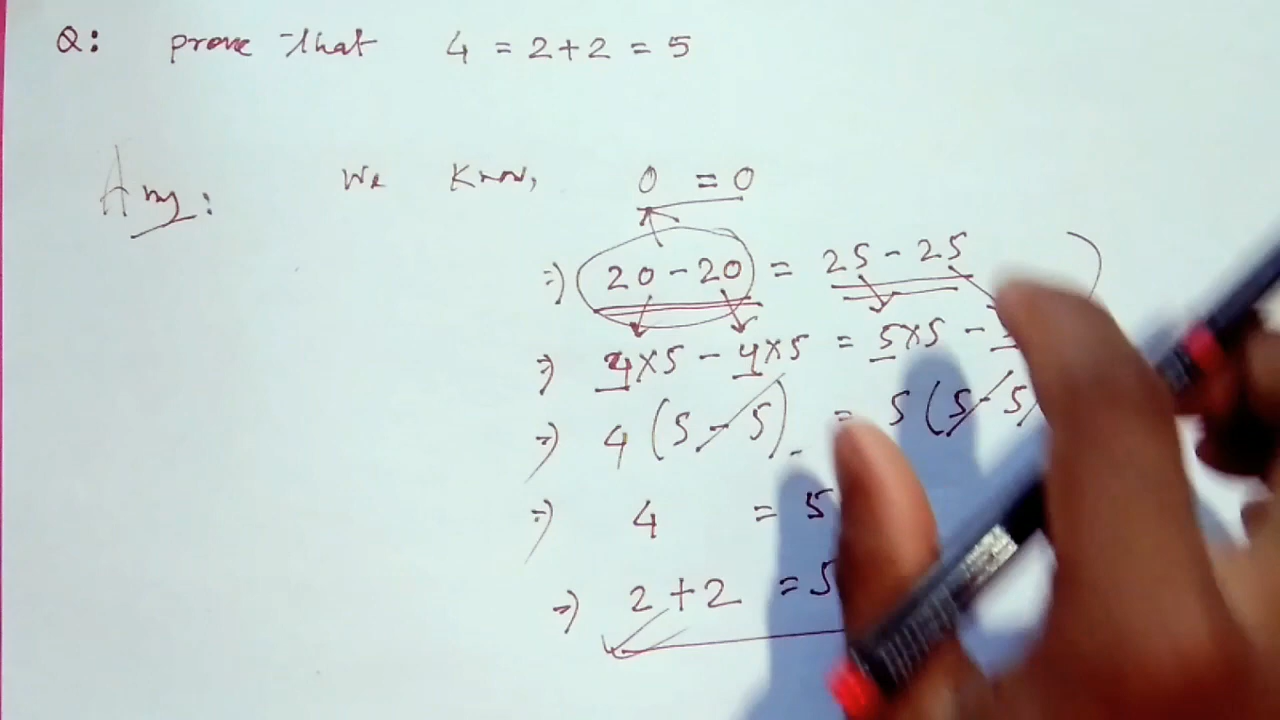 Q: prove that 4 = 2+2 = 5
Ans: We know, 0 = 0
=) 20 - 20 = 25 - 25
=) 4×5 - 4×5 = 5×5 -
=) 4 (5 - 5) = 5 (5 - 5
=) 4 = 5
=) 2 + 2 = 5